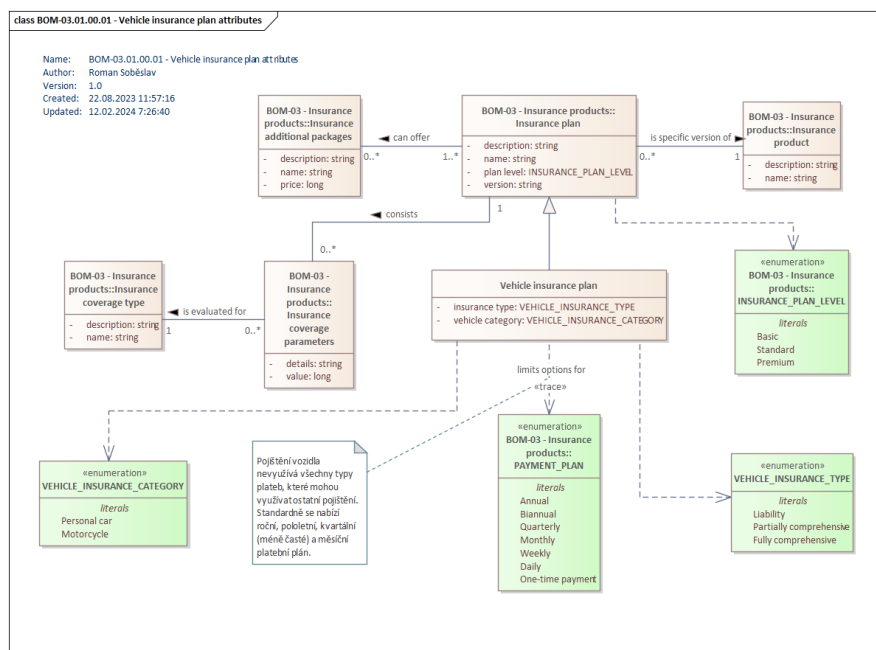 class BOM-03.01.00.01 - Vehicle insurance plan attributes
Name: BOM-03.01.00.01 - Vehicle insurance plan attributes
Author: Roman Soběslav
Version: 1.0
Created: 22.08.2023 11:57:16
Updated: 12.02.2024 7:26:40
BOM-03 - Insurance
products::Insurance
additional packages
- description: string
- name: string
- price: long
can offer
0..*
1..*
BOM-03 - Insurance products::
Insurance plan
- description: string
- name: string
- plan level: INSURANCE_PLAN_LEVEL
- version: string
is specific version of
0..*
1
BOM-03 - Insurance
products::Insurance
product
- description: string
- name: string
1
consists
0..*
BOM-03 - Insurance
products::Insurance
coverage type
- description: string
- name: string
is evaluated for
1
0..*
BOM-03 -
Insurance
products::
Insurance
coverage
parameters
- details: string
- value: long
Vehicle insurance plan
- insurance type: VEHICLE_INSURANCE_TYPE
- vehicle category: VEHICLE_INSURANCE_CATEGORY
«enumeration»
BOM-03 - Insurance
products::
INSURANCE_PLAN_LEVEL
literals
Basic
Standard
Premium
limits options for
«trace»
«enumeration»
VEHICLE_INSURANCE_CATEGORY
literals
Personal car
Motorcycle
Pojištění vozidla
nevyužívá všechny typy
plateb, které mohou
využívat ostatní pojištění.
Standardně se nabízí
roční, pololetní, kvartální
(méně časté) a měsíční
platební plán.
«enumeration»
BOM-03 - Insurance
products::
PAYMENT_PLAN
literals
Annual
Biannual
Quarterly
Monthly
Weekly
Daily
One-time payment
«enumeration»
VEHICLE_INSURANCE_TYPE
literals
Liability
Partially comprehensive
Fully comprehensive